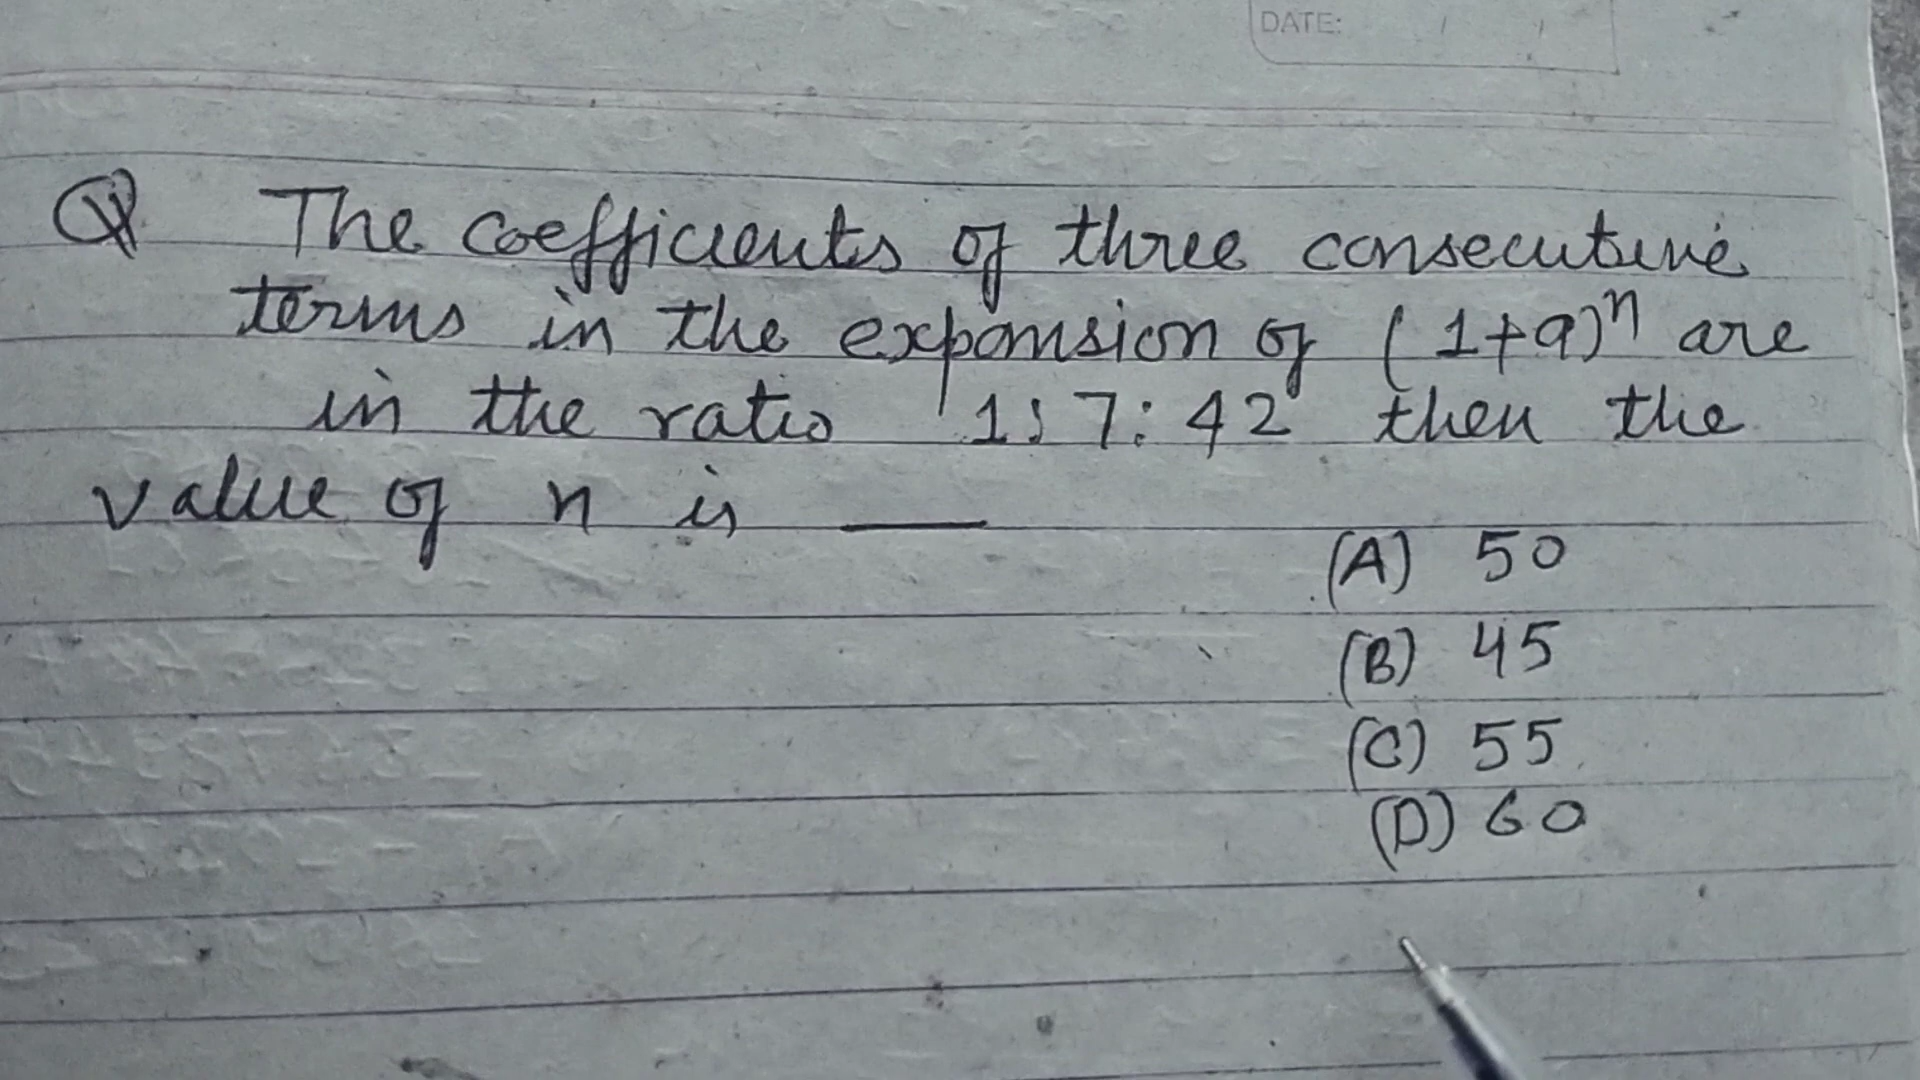 DATE: / /
Q The coefficients of three consecutive
terms in the expansion of (1+a)ⁿ are
in the ratio 1:7:42 then the
value of n is ___
(A) 50
(B) 45
(C) 55
(D) 60